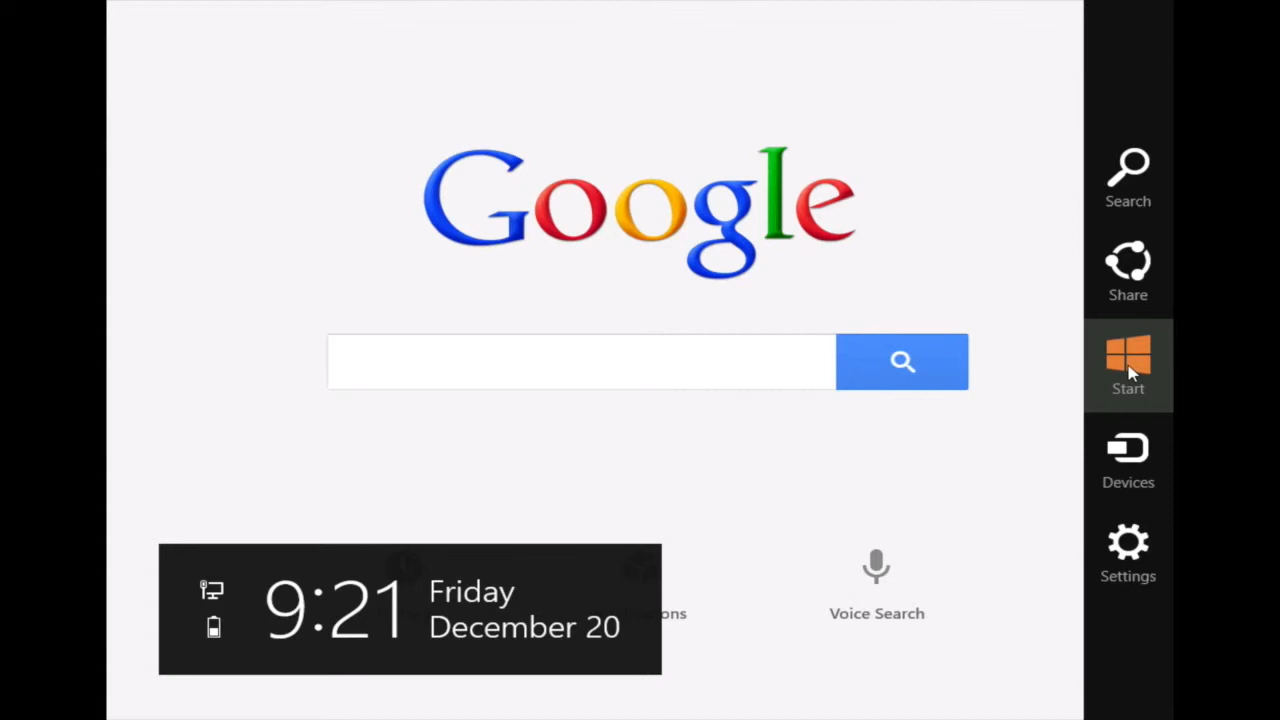 Google
Search
Share
Start
Devices
Settings
9:21
Friday
December 20
Voice Search